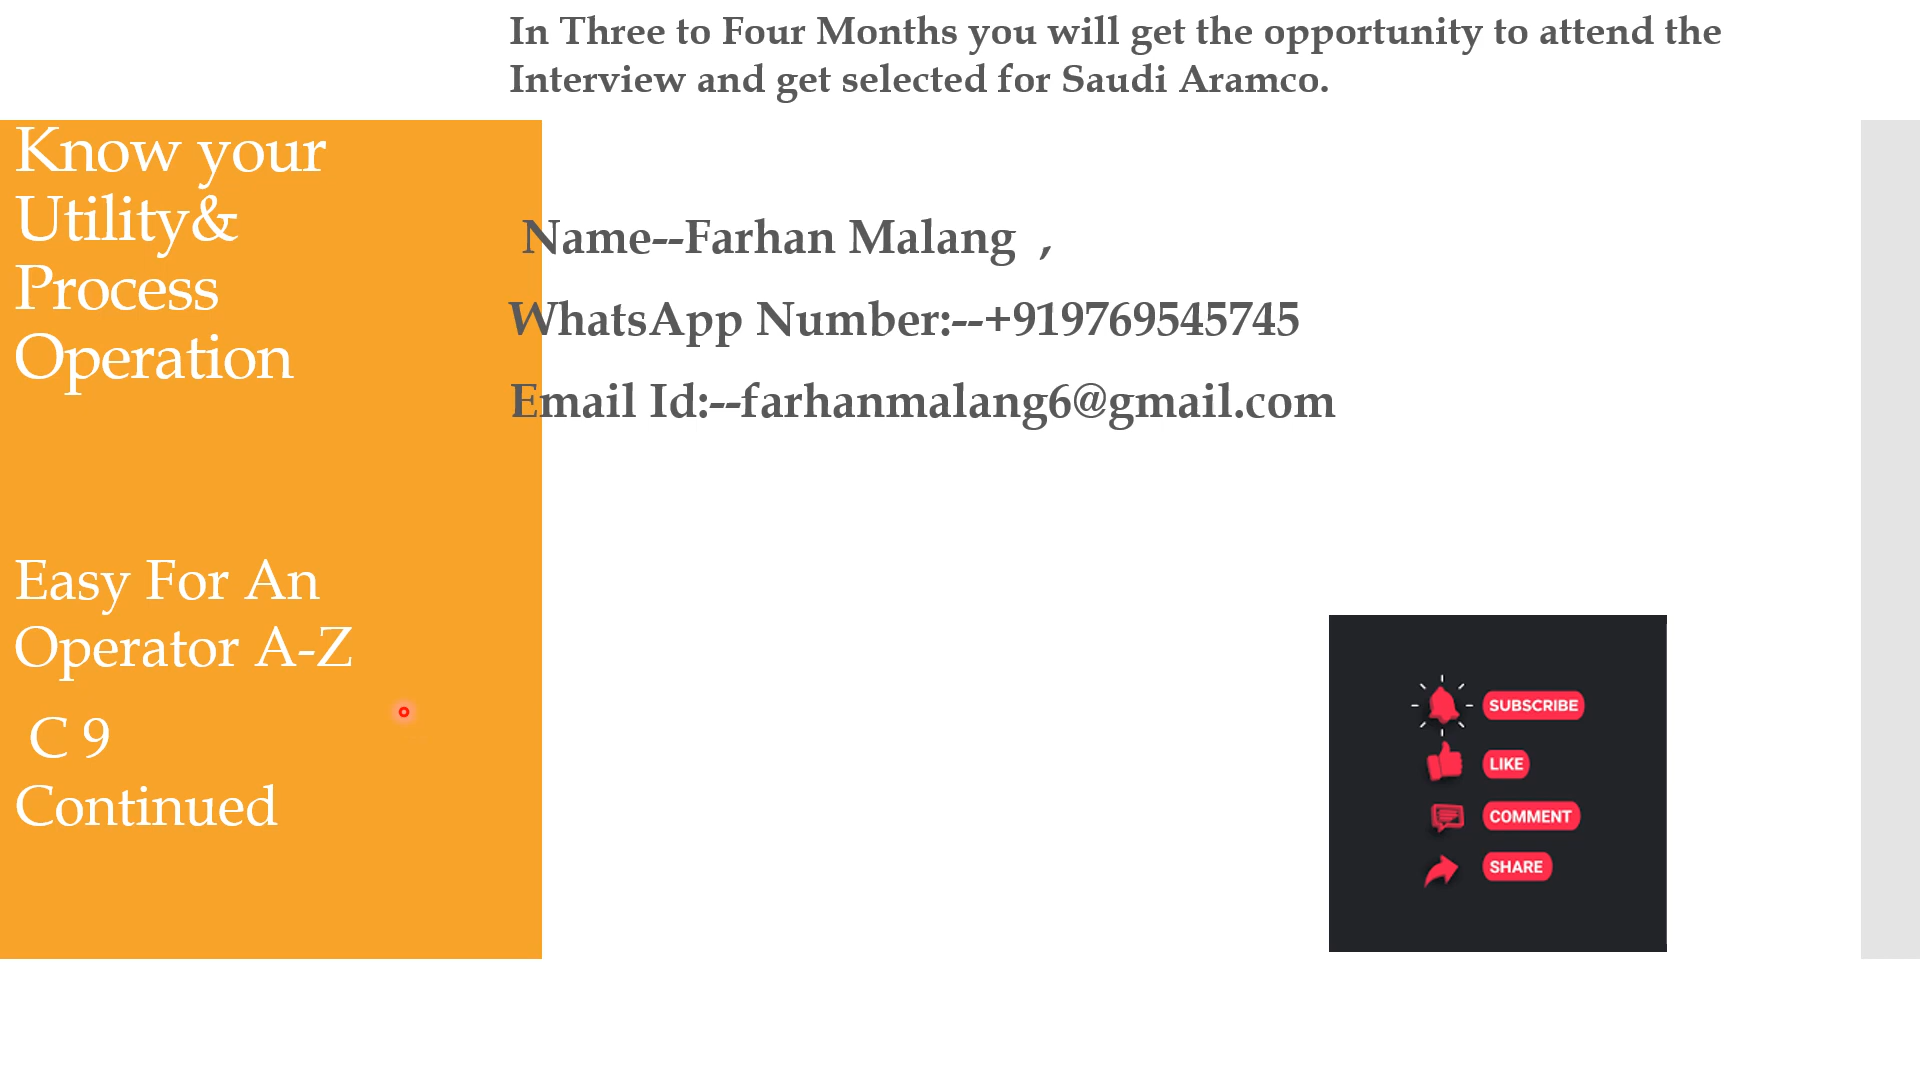 In Three to Four Months you will get the opportunity to attend the
Interview and get selected for Saudi Aramco.
Know your
Utility&
Process
Operation
Easy For An
Operator A-Z
C 9
Continued
Name--Farhan Malang ,
WhatsApp Number:--+919769545745
Email Id:--farhanmalang6@gmail.com
SUBSCRIBE
LIKE
COMMENT
SHARE